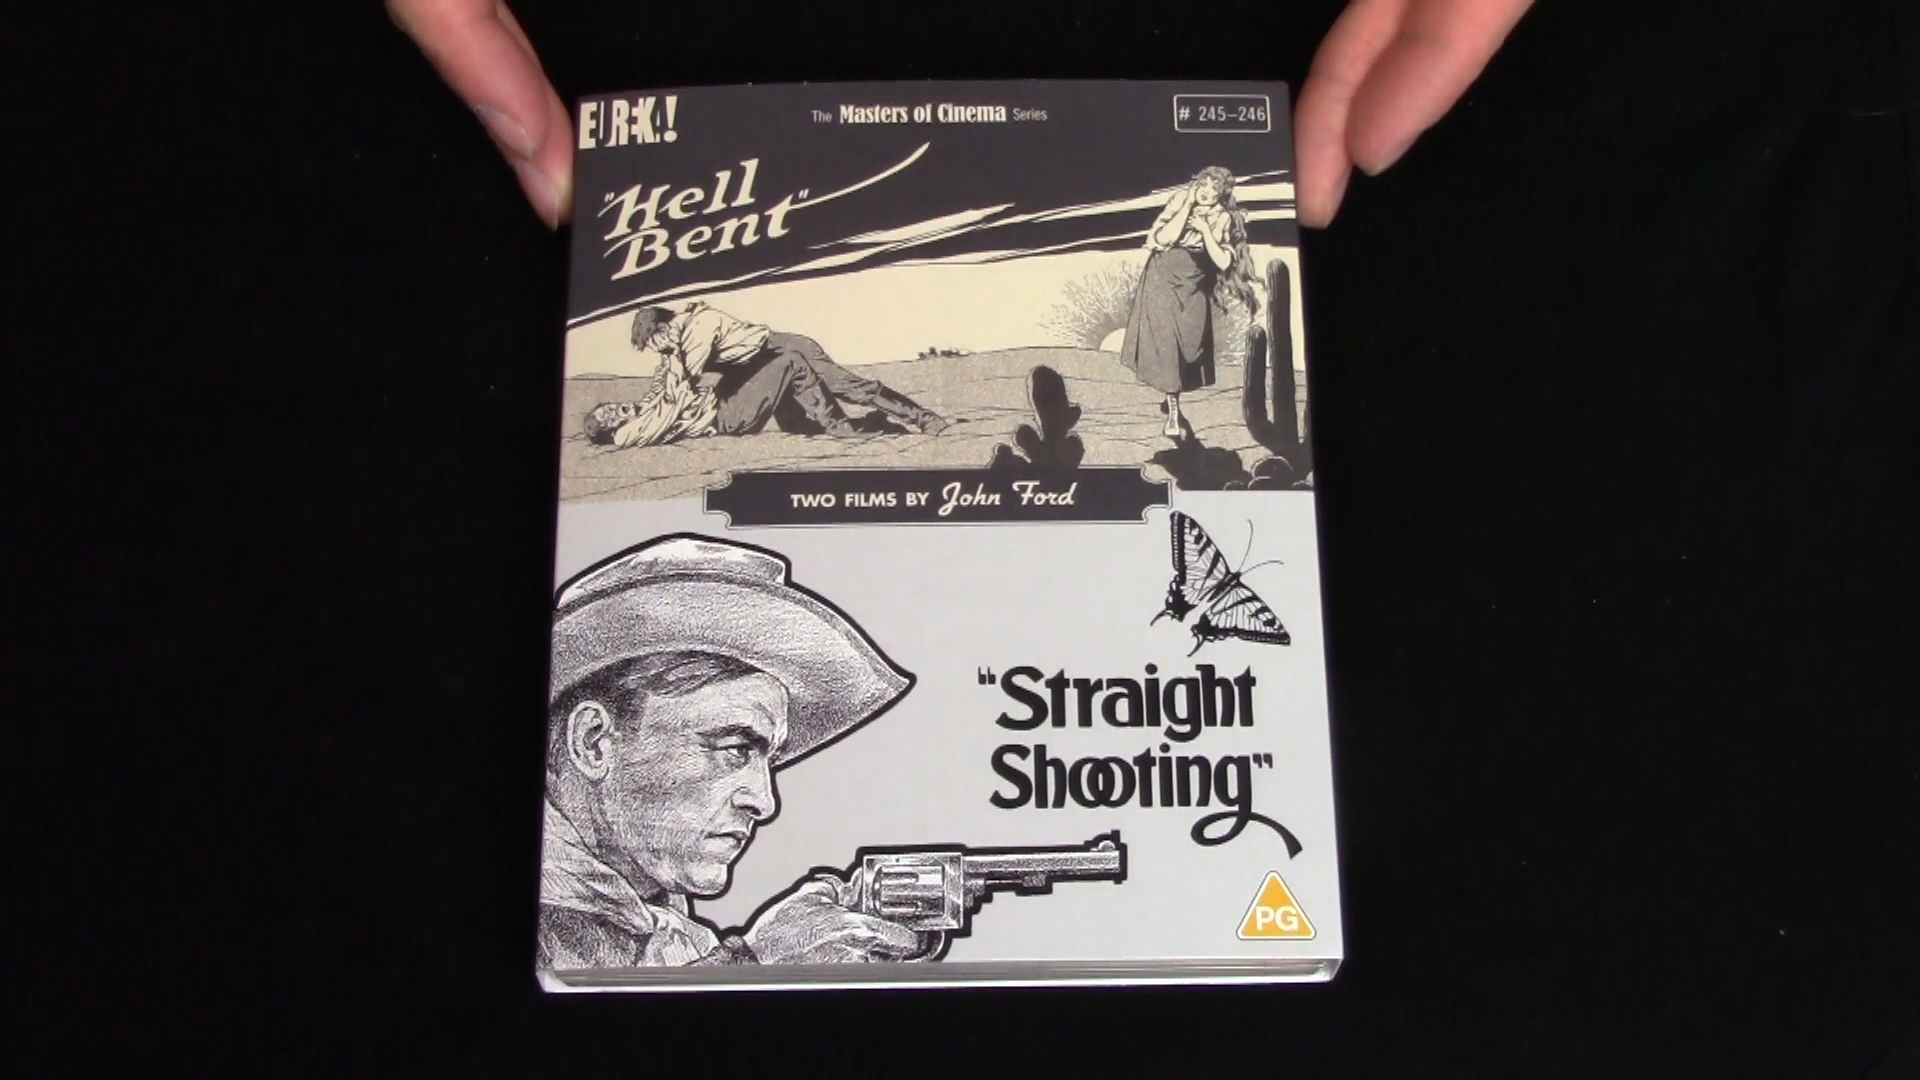 EUREKA!
The Masters of Cinema Series
# 245–246
"Hell
Bent"
TWO FILMS BY John Ford
"Straight
Shooting"
PG